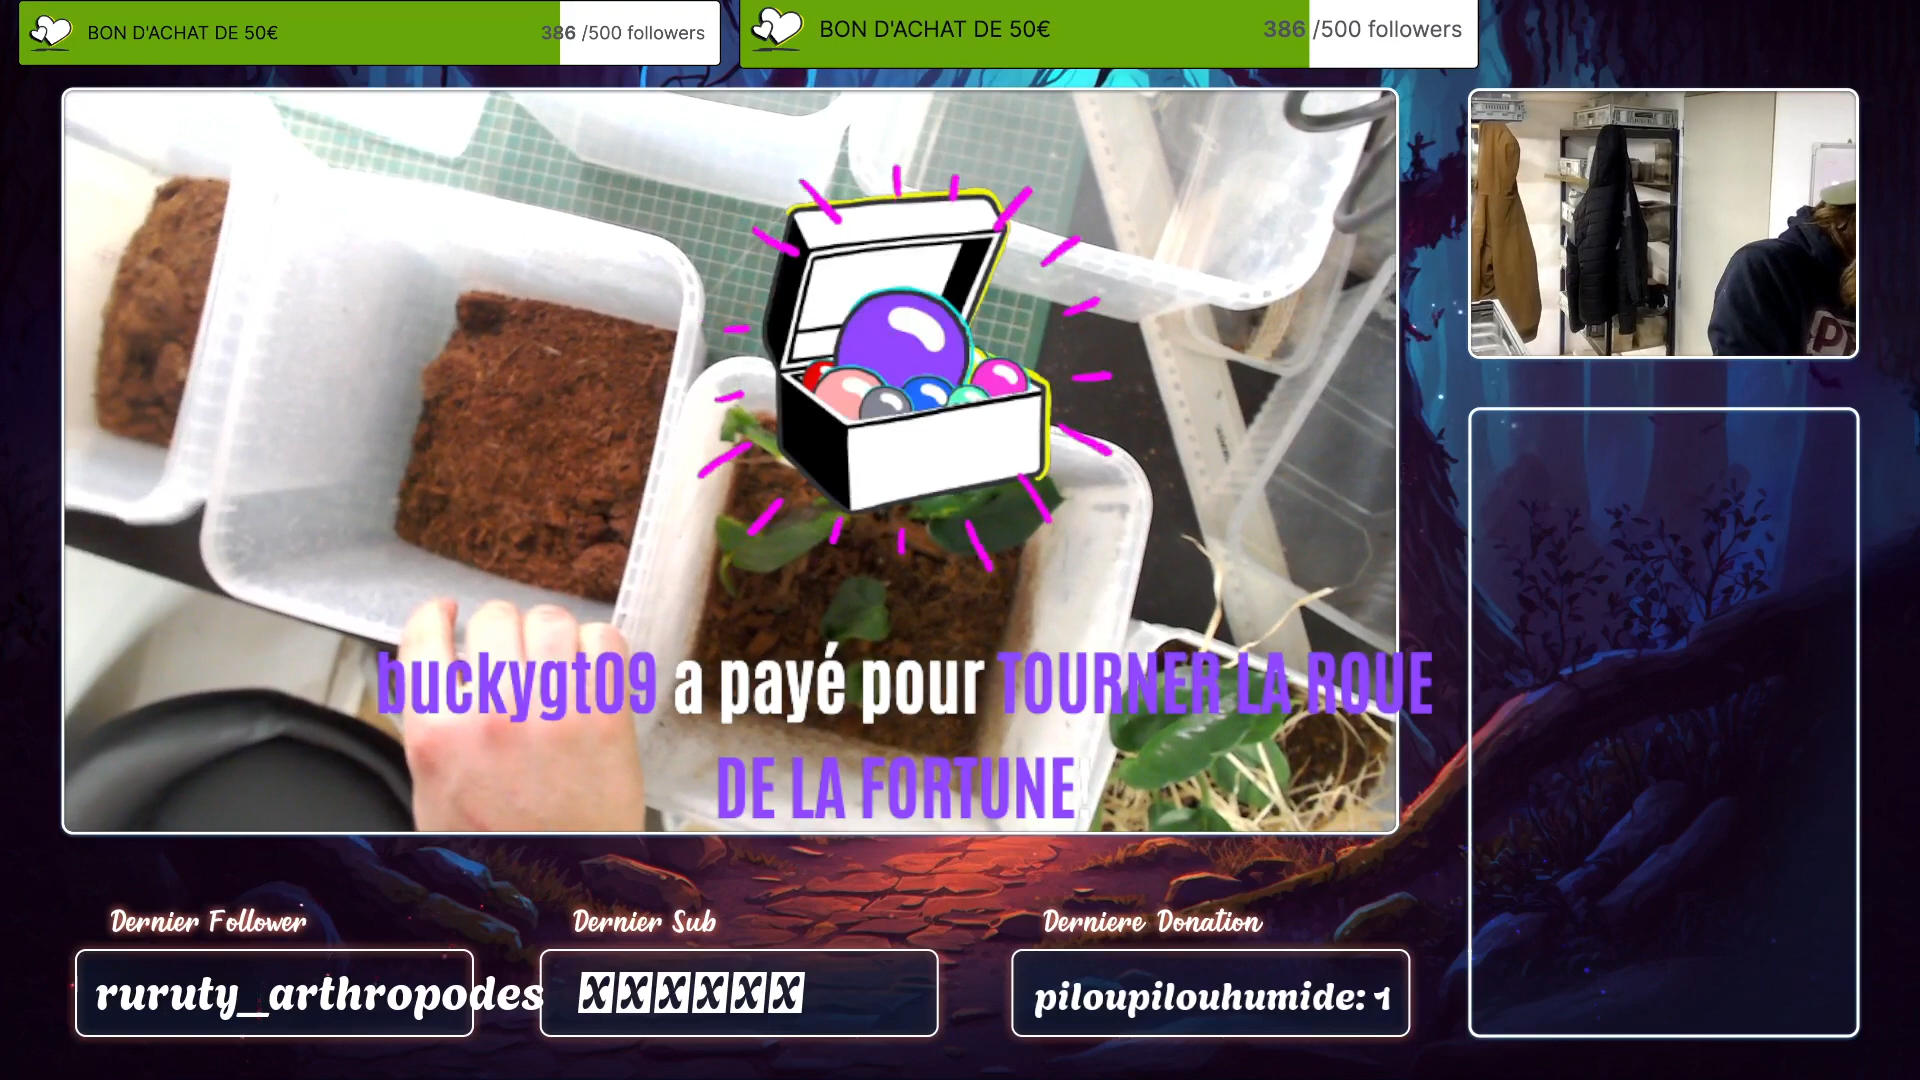 BON D'ACHAT DE 50€ 386 /500 followers
BON D'ACHAT DE 50€ 386 /500 followers
P
buckygt09 a payé pour TOURNER LA ROUE
DE LA FORTUNE
Dernier Follower
Dernier Sub
Derniere Donation
ruruty_arthropodes
piloupilouhumide: 1